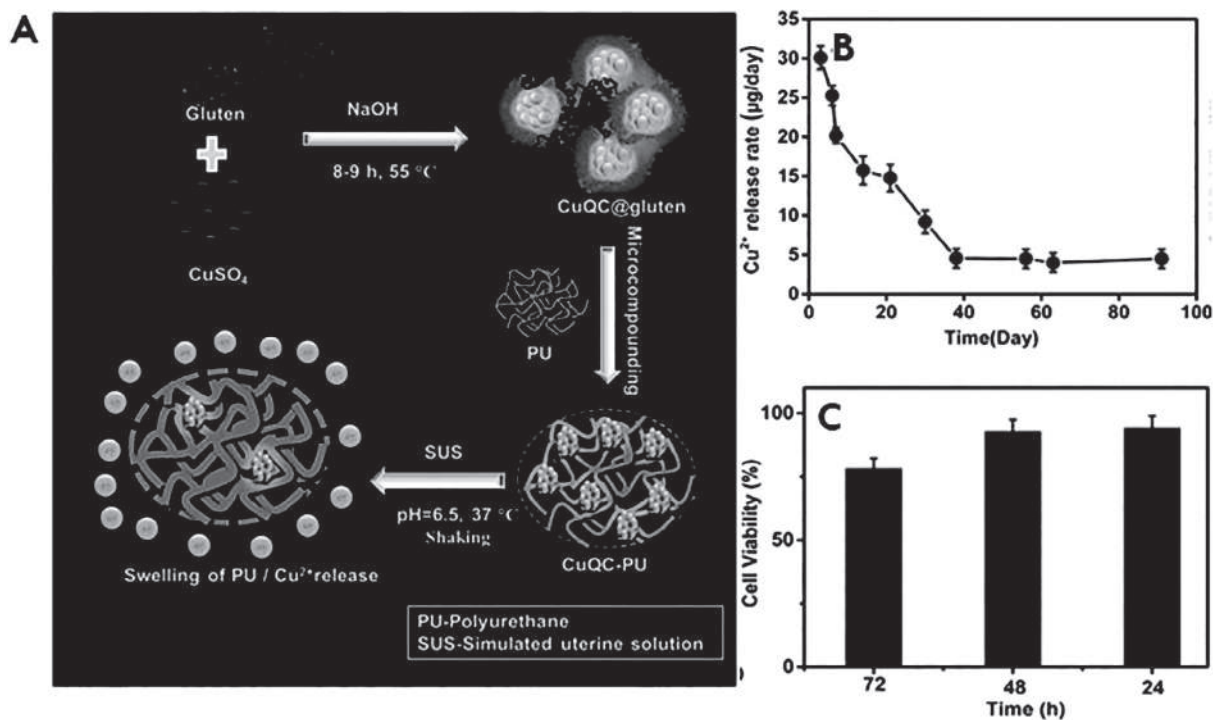 A
Gluten
NaOH
8-9 h, 55 °C
CuSO₄
CuQC@gluten
Microcompounding
PU
SUS
pH=6.5, 37 °C
Shaking
CuQC-PU
Swelling of PU / Cu²⁺release
PU-Polyurethane
SUS-Simulated uterine solution
B
Cu²⁺ release rate (µg/day)
35
30
25
20
15
10
5
0
0
20
40
60
80
100
Time(Day)
C
Cell Viability (%)
100
50
0
72
48
24
Time (h)